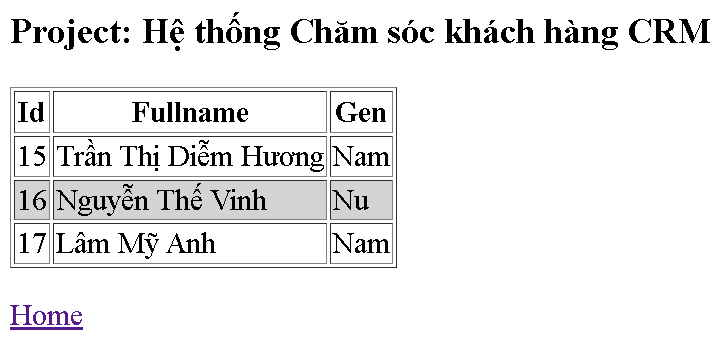 Project: Hệ thống Chăm sóc khách hàng CRM
Id Fullname Gen
15 Trần Thị Diễm Hương Nam
16 Nguyễn Thế Vinh Nu
17 Lâm Mỹ Anh Nam
Home